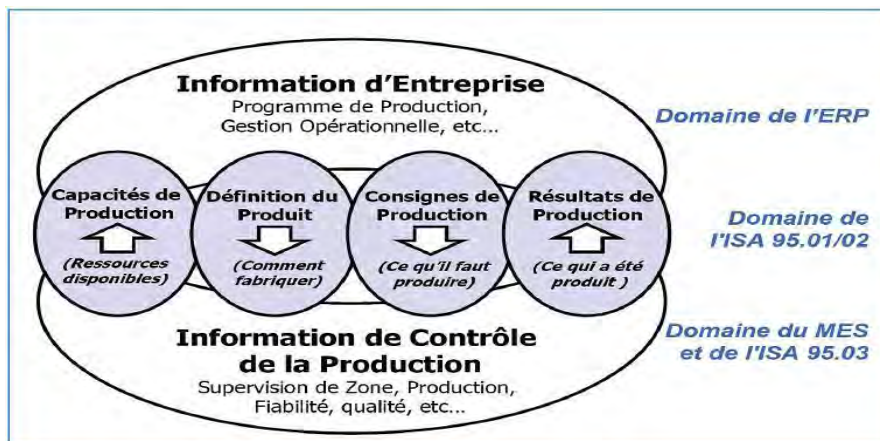 Information d'Entreprise
Programme de Production,
Gestion Opérationnelle, etc...
Domaine de l'ERP
Capacités de
Production
(Ressources
disponibles)
Définition du
Produit
(Comment
fabriquer)
Consignes de
Production
(Ce qu'il faut
produire)
Résultats de
Production
(Ce qui a été
produit )
Domaine de
l'ISA 95.01/02
Information de Contrôle
de la Production
Supervision de Zone, Production,
Fiabilité, qualité, etc...
Domaine du MES
et de l'ISA 95.03